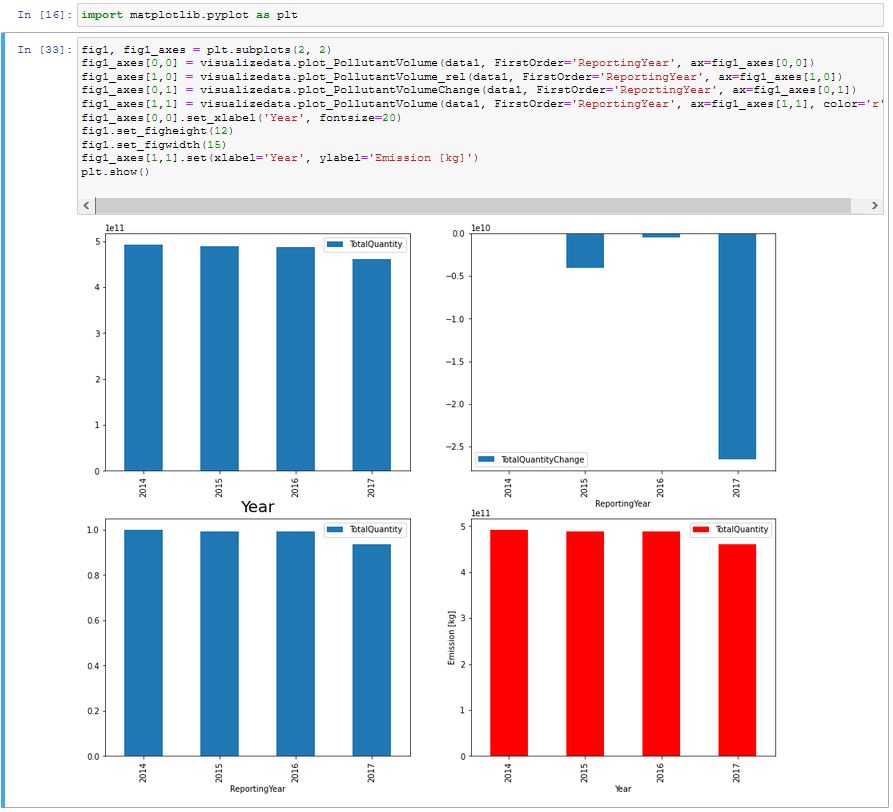 In [16]: import matplotlib.pyplot as plt
In [33]: fig1, fig1_axes = plt.subplots(2, 2)
fig1_axes[0,0] = visualizedata.plot_PollutantVolume(data1, FirstOrder='ReportingYear', ax=fig1_axes[0,0])
fig1_axes[1,0] = visualizedata.plot_PollutantVolume_rel(data1, FirstOrder='ReportingYear', ax=fig1_axes[1,0])
fig1_axes[0,1] = visualizedata.plot_PollutantVolumeChange(data1, FirstOrder='ReportingYear', ax=fig1_axes[0,1])
fig1_axes[1,1] = visualizedata.plot_PollutantVolume(data1, FirstOrder='ReportingYear', ax=fig1_axes[1,1], color='r'
fig1_axes[0,0].set_xlabel('Year', fontsize=20)
fig1.set_figheight(12)
fig1.set_figwidth(15)
fig1_axes[1,1].set(xlabel='Year', ylabel='Emission [kg]')
plt.show()
1e11
TotalQuantity
5
4
3
2
1
0
2014 2015 2016 2017
Year
1e10
0.0
−0.5
−1.0
−1.5
−2.0
−2.5
TotalQuantityChange
2014 2015 2016 2017
ReportingYear
TotalQuantity
1.0
0.8
0.6
0.4
0.2
0.0
2014 2015 2016 2017
ReportingYear
1e11
TotalQuantity
5
4
3
2
1
0
Emission [kg]
2014 2015 2016 2017
Year